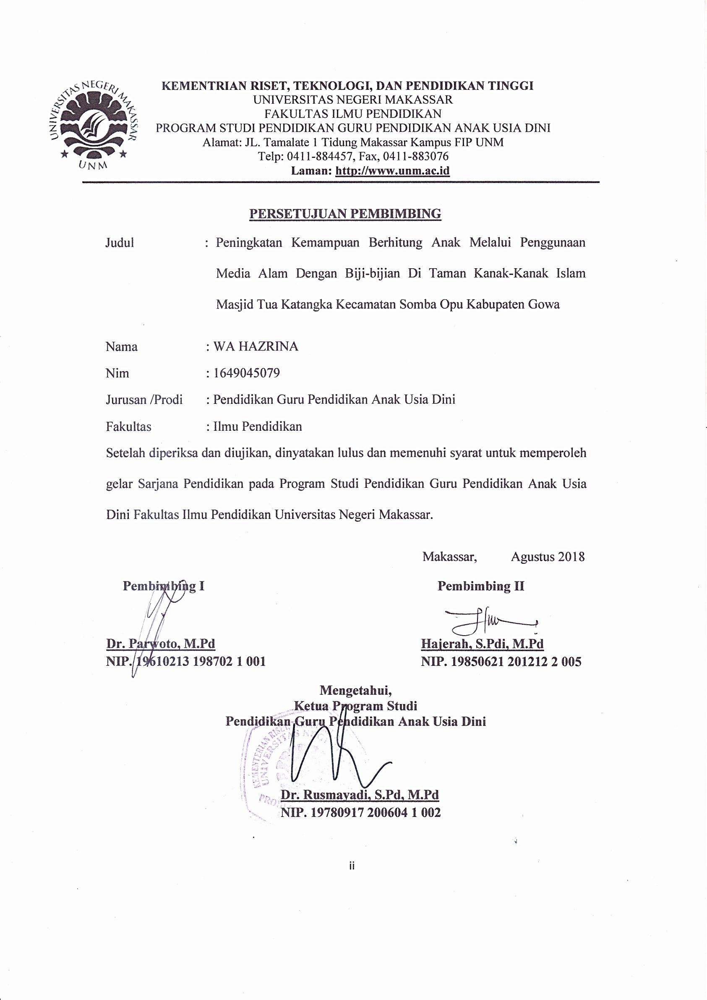 UNIVERSITAS NEGERI MAKASSAR
UNM
KEMENTRIAN RISET, TEKNOLOGI, DAN PENDIDIKAN TINGGI
UNIVERSITAS NEGERI MAKASSAR
FAKULTAS ILMU PENDIDIKAN
PROGRAM STUDI PENDIDIKAN GURU PENDIDIKAN ANAK USIA DINI
Alamat: JL. Tamalate 1 Tidung Makassar Kampus FIP UNM
Telp: 0411-884457, Fax, 0411-883076
Laman: http://www.unm.ac.id
PERSETUJUAN PEMBIMBING
Judul : Peningkatan Kemampuan Berhitung Anak Melalui Penggunaan
Media Alam Dengan Biji-bijian Di Taman Kanak-Kanak Islam
Masjid Tua Katangka Kecamatan Somba Opu Kabupaten Gowa
Nama : WA HAZRINA
Nim : 1649045079
Jurusan /Prodi : Pendidikan Guru Pendidikan Anak Usia Dini
Fakultas : Ilmu Pendidikan
Setelah diperiksa dan diujikan, dinyatakan lulus dan memenuhi syarat untuk memperoleh
gelar Sarjana Pendidikan pada Program Studi Pendidikan Guru Pendidikan Anak Usia
Dini Fakultas Ilmu Pendidikan Universitas Negeri Makassar.
Makassar, Agustus 2018
Pembimbing I Pembimbing II
Dr. Parwoto, M.Pd Hajerah, S.Pdi, M.Pd
NIP. 19610213 198702 1 001 NIP. 19850621 201212 2 005
Mengetahui,
Ketua Program Studi
Pendidikan Guru Pendidikan Anak Usia Dini
KEMENTERIAN RISET,
UNIVERSITAS
Dr. Rusmayadi, S.Pd, M.Pd
NIP. 19780917 200604 1 002
ii